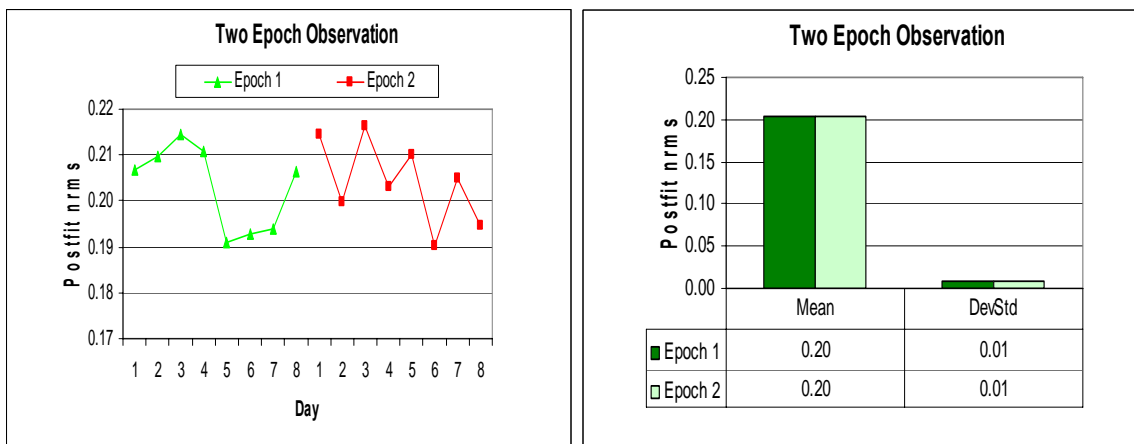 Two Epoch Observation
Epoch 1 Epoch 2
Postfit nrms
0.22
0.21
0.20
0.19
0.18
0.17
1 2 3 4 5 6 7 8 1 2 3 4 5 6 7 8
Day
Two Epoch Observation
Postfit nrms
0.25
0.20
0.15
0.10
0.05
0.00
Mean DevStd
Epoch 1 0.20 0.01
Epoch 2 0.20 0.01